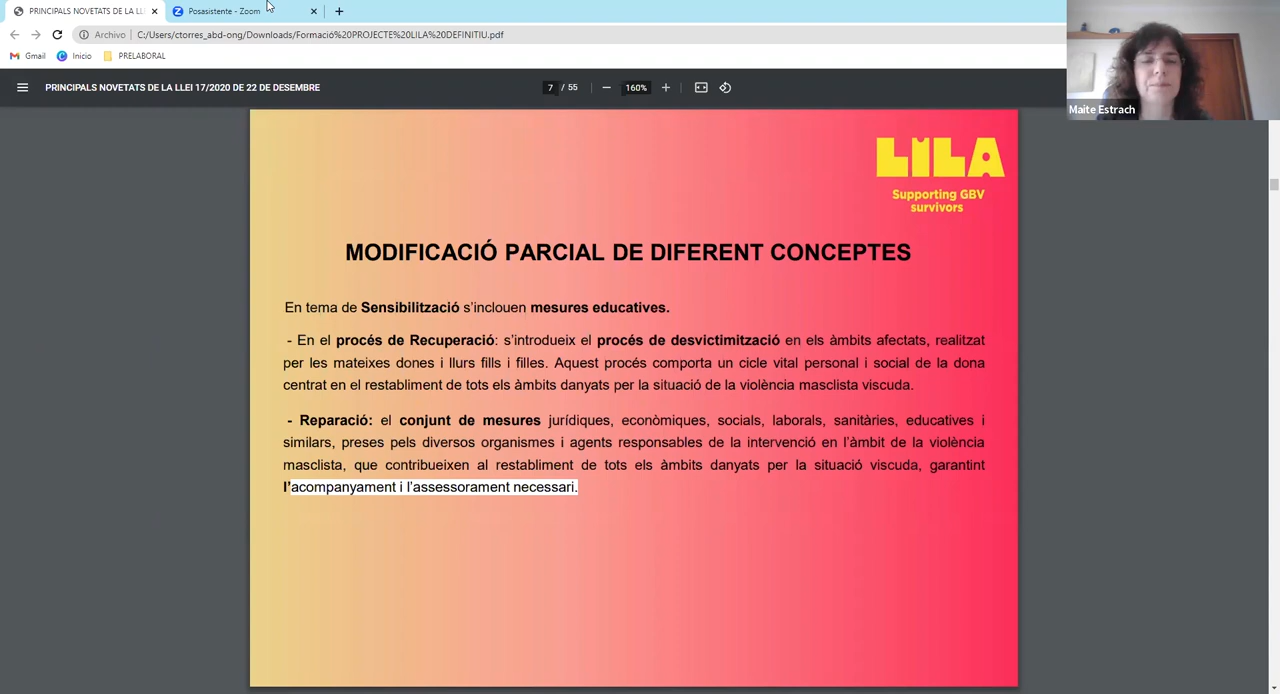 PRINCIPALS NOVETATS DE LA LL
Posasistente - Zoom
Archivo
C:/Users/ctorres_abd-ong/Downloads/Formació%20PROJECTE%20LILA%20DEFINITIU.pdf
Gmail
Inicio
PRELABORAL
PRINCIPALS NOVETATS DE LA LLEI 17/2020 DE 22 DE DESEMBRE
7 / 55
160%
Maite Estrach
LILA
Supporting GBV
survivors
MODIFICACIÓ PARCIAL DE DIFERENT CONCEPTES
En tema de Sensibilització s'inclouen mesures educatives.
- En el procés de Recuperació: s'introdueix el procés de desvictimització en els àmbits afectats, realitzat
per les mateixes dones i llurs fills i filles. Aquest procés comporta un cicle vital personal i social de la dona
centrat en el restabliment de tots els àmbits danyats per la situació de la violència masclista viscuda.
- Reparació: el conjunt de mesures jurídiques, econòmiques, socials, laborals, sanitàries, educatives i
similars, preses pels diversos organismes i agents responsables de la intervenció en l'àmbit de la violència
masclista, que contribueixen al restabliment de tots els àmbits danyats per la situació viscuda, garantint
l'acompanyament i l'assessorament necessari.